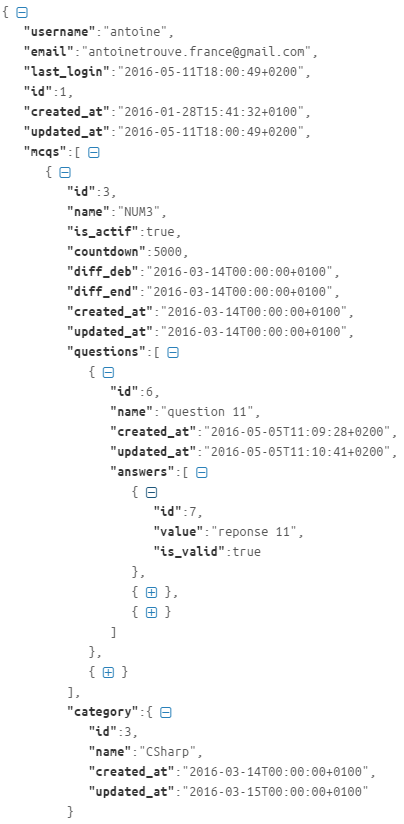 {
"username":"antoine",
"email":"antoinetrouve.france@gmail.com",
"last_login":"2016-05-11T18:00:49+0200",
"id":1,
"created_at":"2016-01-28T15:41:32+0100",
"updated_at":"2016-05-11T18:00:49+0200",
"mcqs":[
{
"id":3,
"name":"NUM3",
"is_actif":true,
"countdown":5000,
"diff_deb":"2016-03-14T00:00:00+0100",
"diff_end":"2016-03-14T00:00:00+0100",
"created_at":"2016-03-14T00:00:00+0100",
"updated_at":"2016-03-14T00:00:00+0100",
"questions":[
{
"id":6,
"name":"question 11",
"created_at":"2016-05-05T11:09:28+0200",
"updated_at":"2016-05-05T11:10:41+0200",
"answers":[
{
"id":7,
"value":"reponse 11",
"is_valid":true
},
{ },
{ }
]
},
{ }
],
"category":{
"id":3,
"name":"CSharp",
"created_at":"2016-03-14T00:00:00+0100",
"updated_at":"2016-03-15T00:00:00+0100"
}